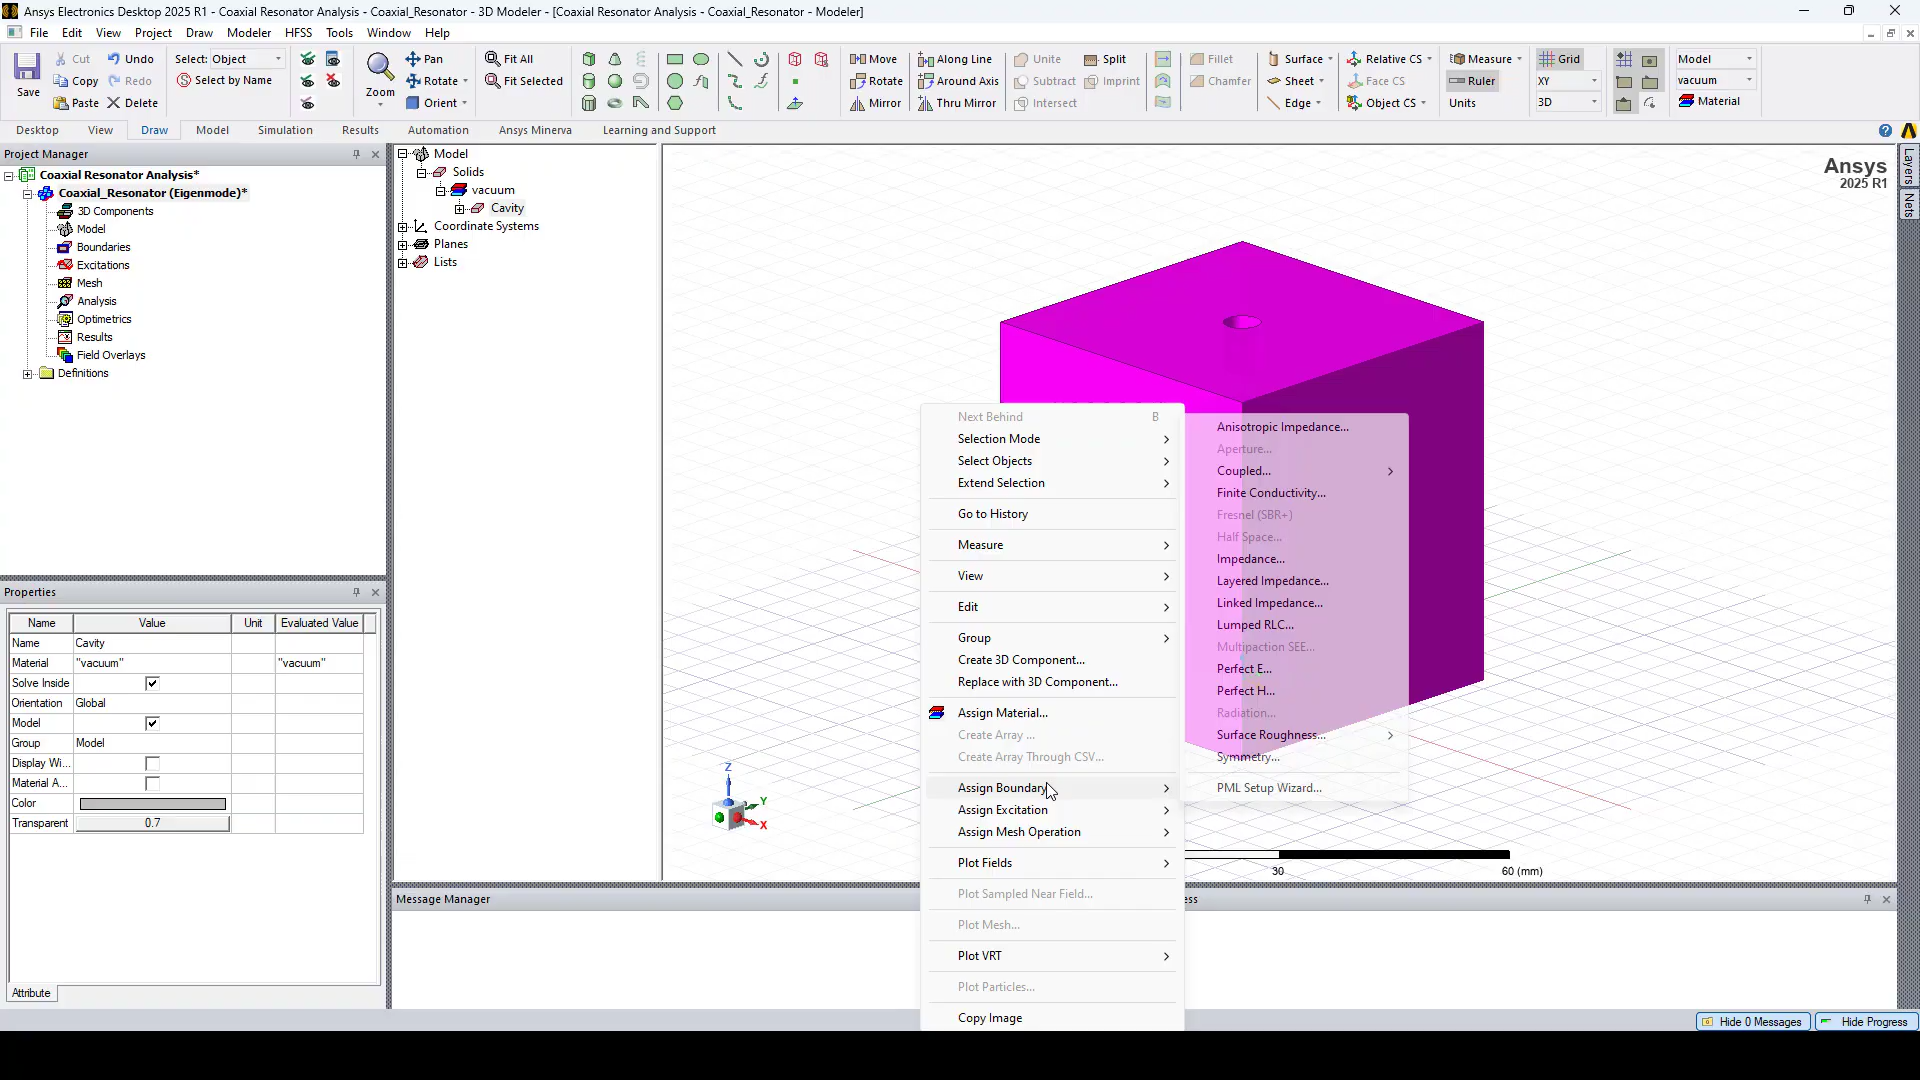 Ansys Electronics Desktop 2025 R1 - Coaxial Resonator Analysis - Coaxial_Resonator - 3D Modeler - [Coaxial Resonator Analysis - Coaxial_Resonator - Modeler]
File Edit View Project Draw Modeler HFSS Tools Window Help
Save
Cut
Copy
Paste
Undo
Redo
Delete
Select: Object
Select by Name
Zoom
Pan
Rotate
Orient
Fit All
Fit Selected
Move
Rotate
Mirror
Along Line
Around Axis
Thru Mirror
Unite
Subtract
Intersect
Split
Imprint
Fillet
Chamfer
Surface
Sheet
Edge
Relative CS
Face CS
Object CS
Measure
Ruler
Units
Grid
XY
3D
Model
vacuum
Material
Desktop View Draw Model Simulation Results Automation Ansys Minerva Learning and Support
Project Manager
Coaxial Resonator Analysis*
Coaxial_Resonator (Eigenmode)*
3D Components
Model
Boundaries
Excitations
Mesh
Analysis
Optimetrics
Results
Field Overlays
Definitions
Model
Solids
vacuum
Cavity
Coordinate Systems
Planes
Lists
Ansys
2025 R1
Layers
Nets
Properties
Name Value Unit Evaluated Value
Name Cavity
Material "vacuum" "vacuum"
Solve Inside
Orientation Global
Model
Group Model
Display Wi...
Material A...
Color
Transparent 0.7
Attribute
Next Behind B
Selection Mode
Select Objects
Extend Selection
Go to History
Measure
View
Edit
Group
Create 3D Component...
Replace with 3D Component...
Assign Material...
Create Array ...
Create Array Through CSV...
Assign Boundary
Assign Excitation
Assign Mesh Operation
Plot Fields
Plot Sampled Near Field...
Plot Mesh...
Plot VRT
Plot Particles...
Copy Image
Anisotropic Impedance...
Aperture...
Coupled...
Finite Conductivity...
Fresnel (SBR+)
Half Space...
Impedance...
Layered Impedance...
Linked Impedance...
Lumped RLC...
Multipaction SEE...
Perfect E...
Perfect H...
Radiation...
Surface Roughness...
Symmetry...
PML Setup Wizard...
Z
Y
X
30 60 (mm)
Message Manager
ess
Hide 0 Messages
Hide Progress